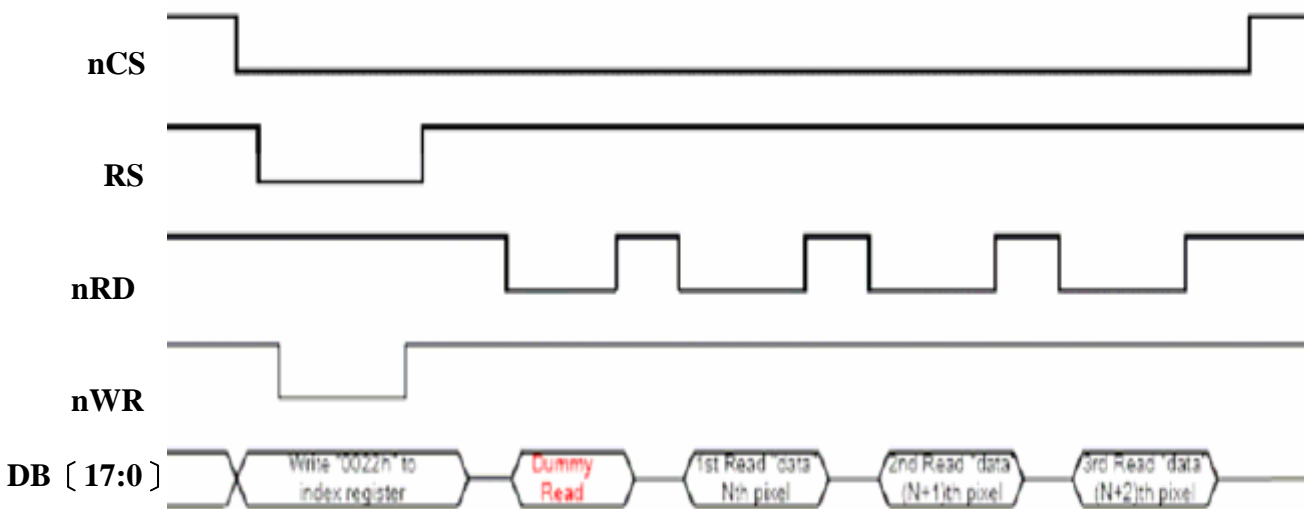 nCS
RS
nRD
nWR
DB〔17:0〕
Write "0022h" to
index register
Dummy
Read
1st Read "data"
Nth pixel
2nd Read "data"
(N+1)th pixel
3rd Read "data"
(N+2)th pixel